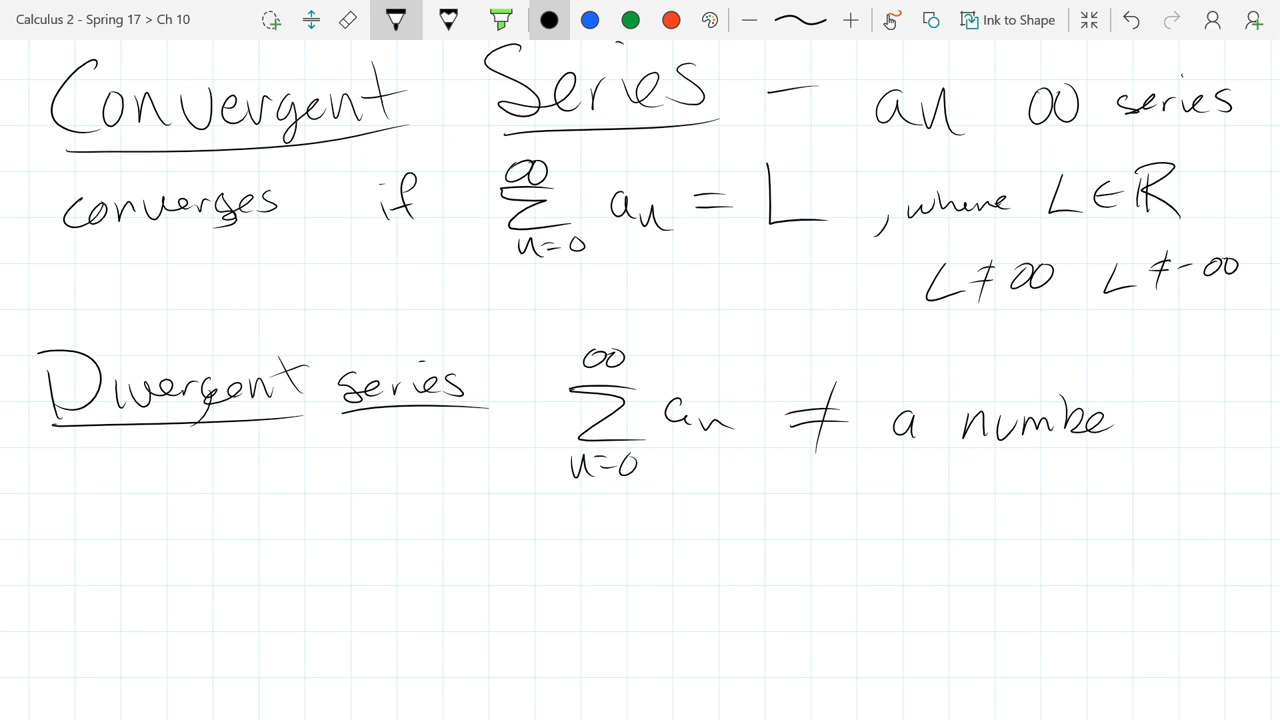 Calculus 2 - Spring 17 > Ch 10
Ink to Shape
Convergent Series - an ∞ series
converges if ∑_{n=0}^{∞} a_n = L, where L ∈ ℝ
L ≠ ∞ L ≠ -∞
Divergent series ∑_{n=0}^{∞} a_n ≠ a numbe